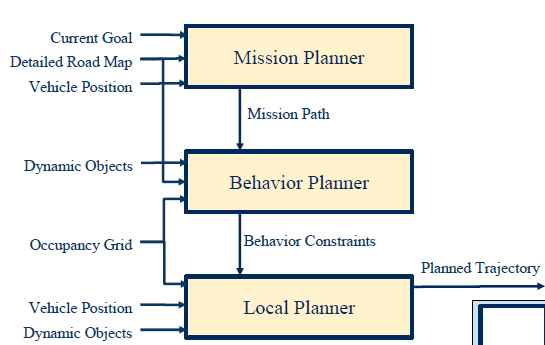 Current Goal
Detailed Road Map
Vehicle Position
Mission Planner
Mission Path
Dynamic Objects
Behavior Planner
Occupancy Grid
Behavior Constraints
Planned Trajectory
Vehicle Position
Dynamic Objects
Local Planner